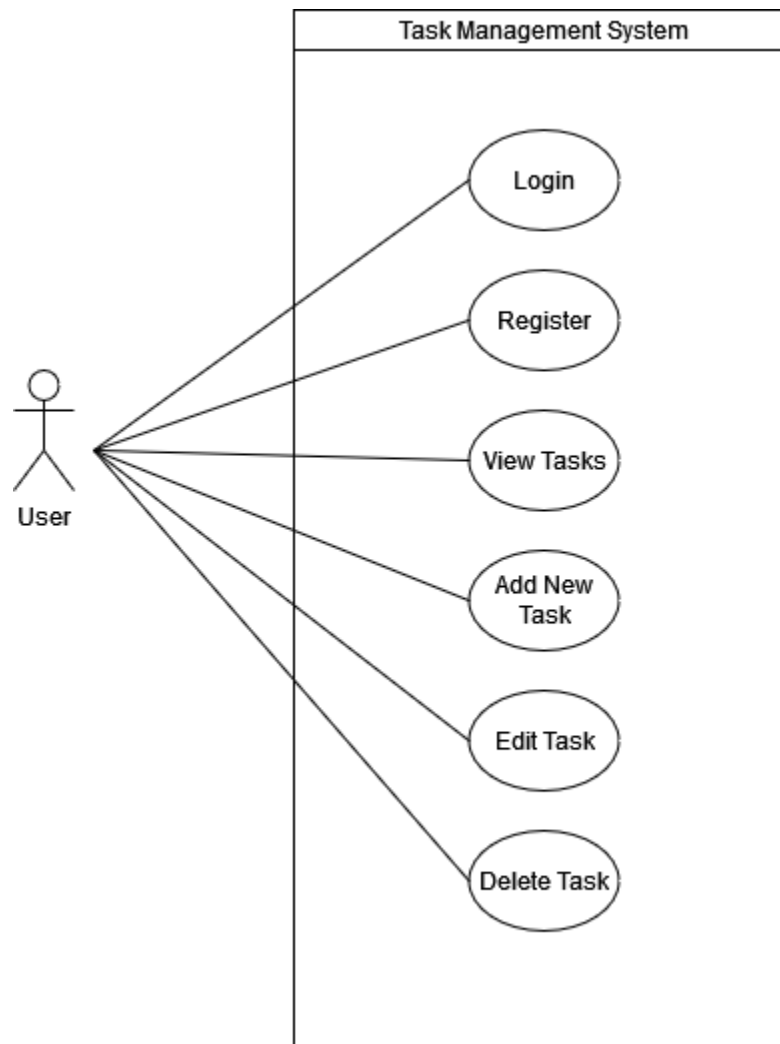 Task Management System
Login
Register
View Tasks
User
Add New
Task
Edit Task
Delete Task